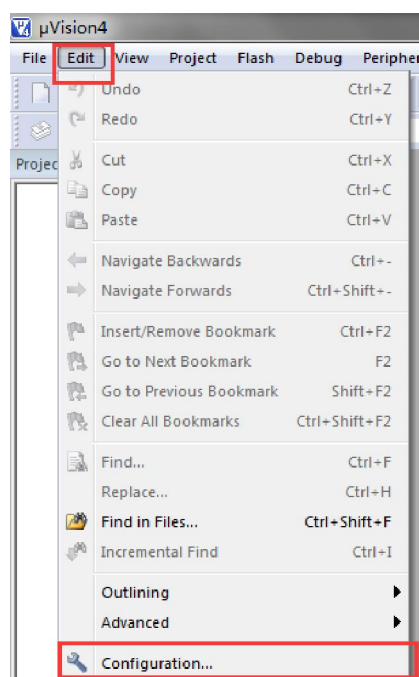 µVision4
File Edit View Project Flash Debug Peripher
Undo Ctrl+Z
Redo Ctrl+Y
Projec
Cut Ctrl+X
Copy Ctrl+C
Paste Ctrl+V
Navigate Backwards Ctrl+-
Navigate Forwards Ctrl+Shift+-
Insert/Remove Bookmark Ctrl+F2
Go to Next Bookmark F2
Go to Previous Bookmark Shift+F2
Clear All Bookmarks Ctrl+Shift+F2
Find... Ctrl+F
Replace... Ctrl+H
Find in Files... Ctrl+Shift+F
Incremental Find Ctrl+I
Outlining
Advanced
Configuration...